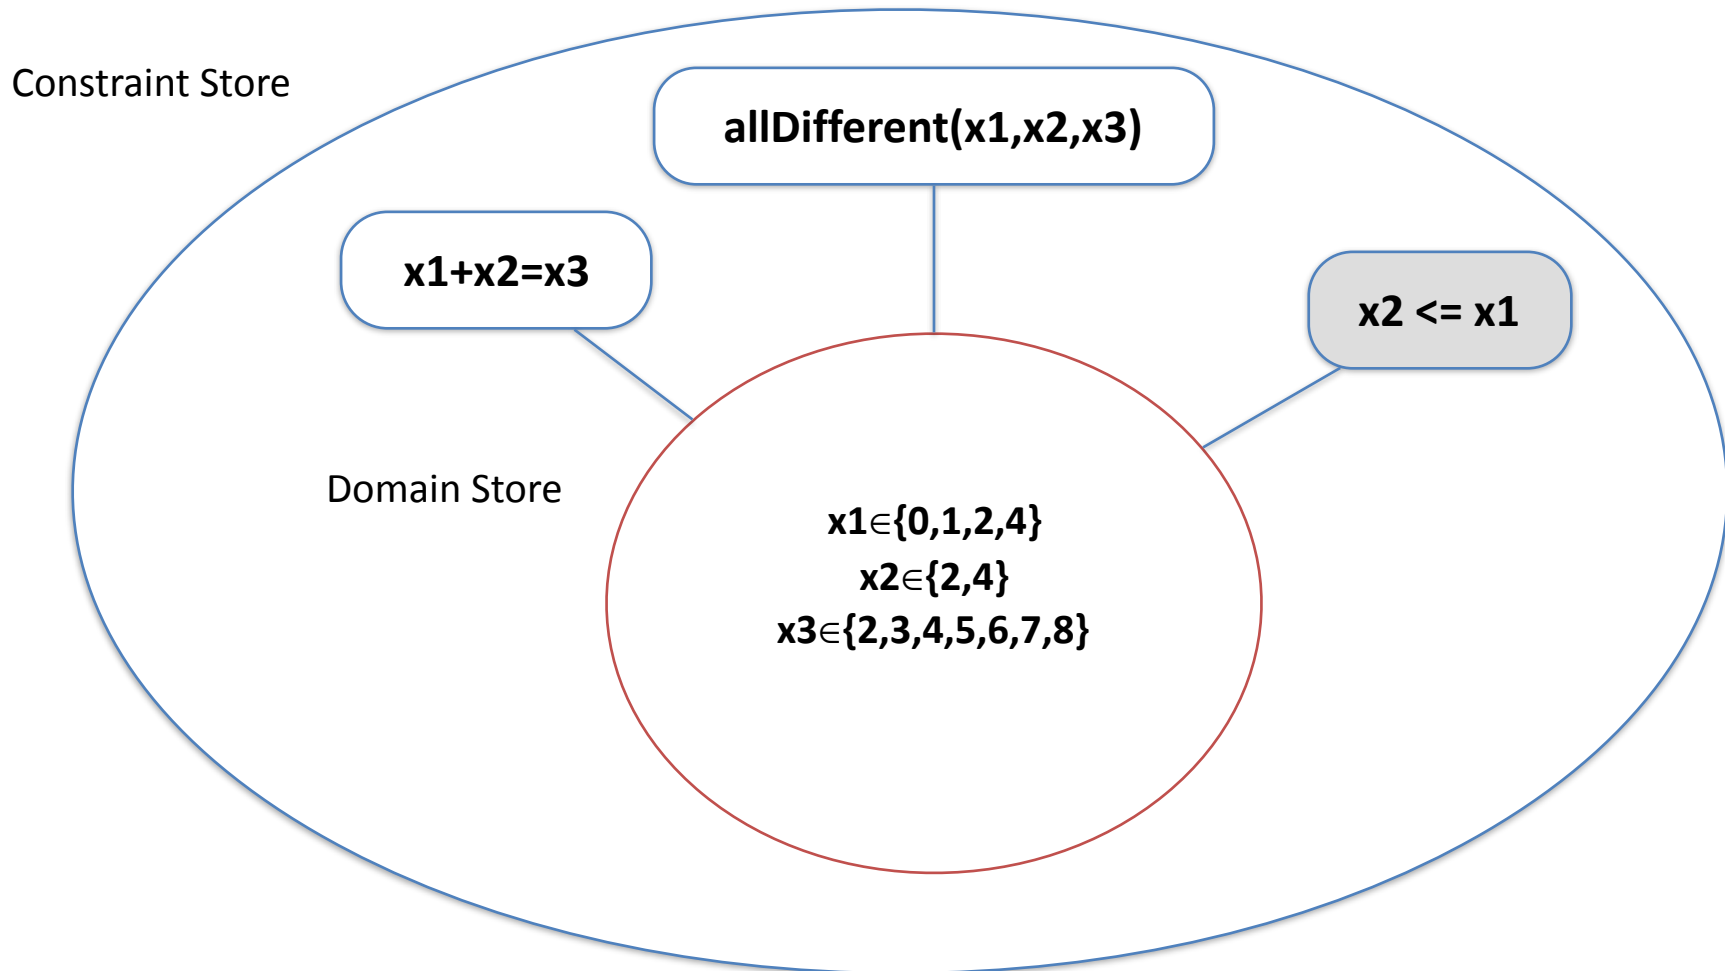 Constraint Store
allDifferent(x1,x2,x3)
x1+x2=x3
x2 <= x1
Domain Store
x1∈{0,1,2,4}
x2∈{2,4}
x3∈{2,3,4,5,6,7,8}